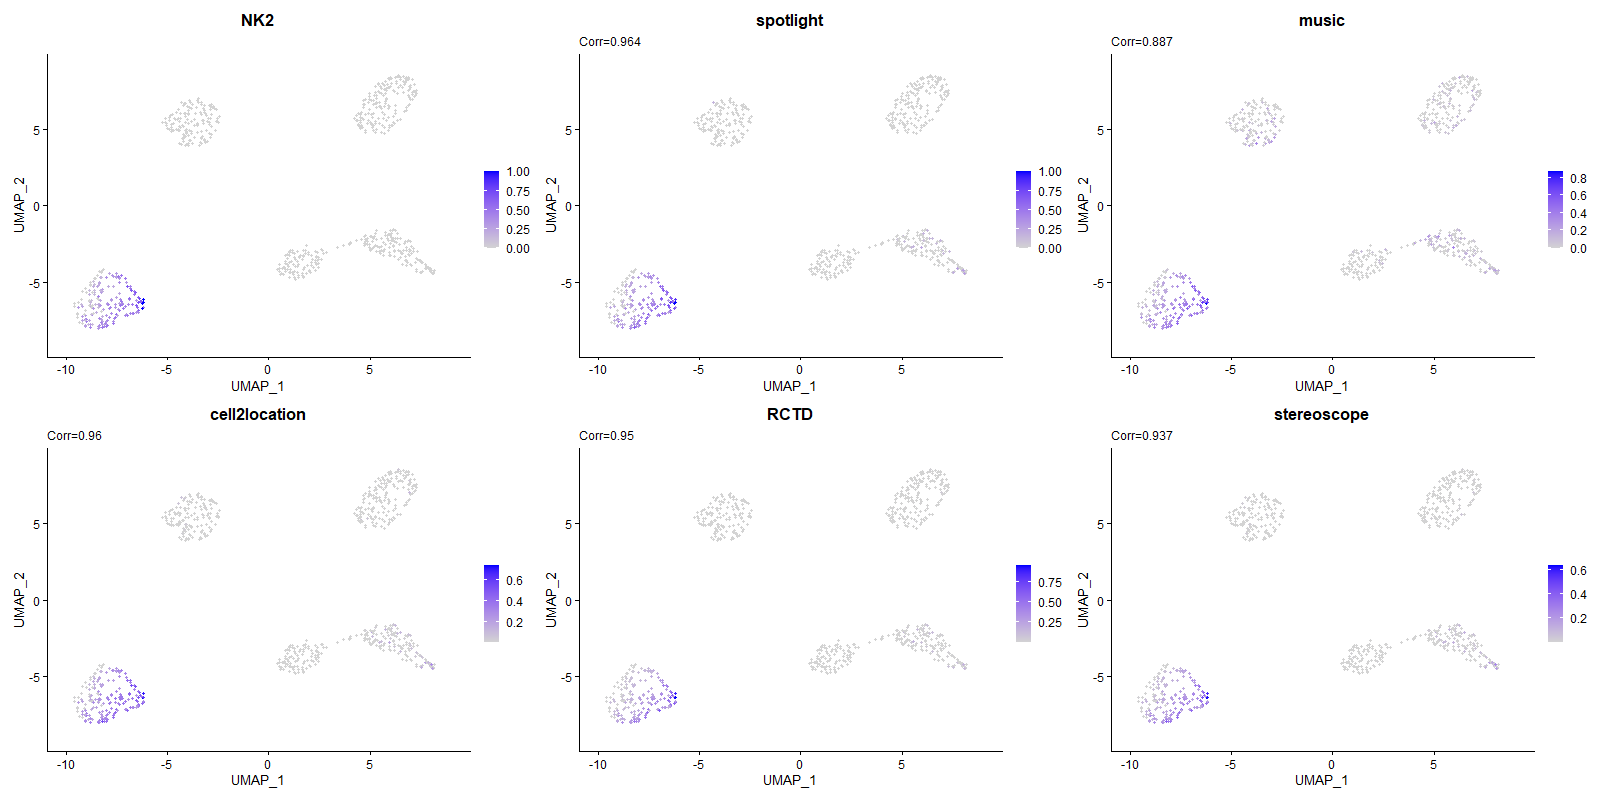 NK2
5
0
-5
-10
-5
0
5
UMAP_1
UMAP_2
1.00
0.75
0.50
0.25
0.00
spotlight
Corr=0.964
5
0
-5
-10
-5
0
5
UMAP_1
UMAP_2
1.00
0.75
0.50
0.25
0.00
music
Corr=0.887
5
0
-5
-10
-5
0
5
UMAP_1
UMAP_2
0.8
0.6
0.4
0.2
0.0
cell2location
Corr=0.96
5
0
-5
-10
-5
0
5
UMAP_1
UMAP_2
0.6
0.4
0.2
RCTD
Corr=0.95
5
0
-5
-10
-5
0
5
UMAP_1
UMAP_2
0.75
0.50
0.25
stereoscope
Corr=0.937
5
0
-5
-10
-5
0
5
UMAP_1
UMAP_2
0.6
0.4
0.2